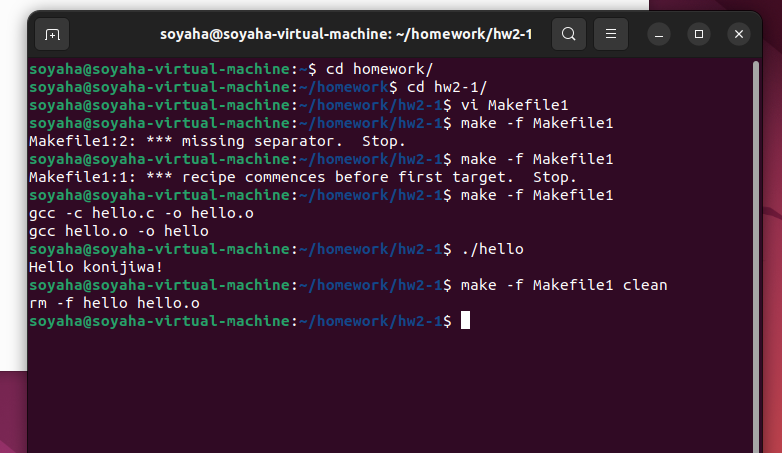 soyaha@soyaha-virtual-machine: ~/homework/hw2-1
soyaha@soyaha-virtual-machine:~$ cd homework/
soyaha@soyaha-virtual-machine:~/homework$ cd hw2-1/
soyaha@soyaha-virtual-machine:~/homework/hw2-1$ vi Makefile1
soyaha@soyaha-virtual-machine:~/homework/hw2-1$ make -f Makefile1
Makefile1:2: *** missing separator.  Stop.
soyaha@soyaha-virtual-machine:~/homework/hw2-1$ make -f Makefile1
Makefile1:1: *** recipe commences before first target.  Stop.
soyaha@soyaha-virtual-machine:~/homework/hw2-1$ make -f Makefile1
gcc -c hello.c -o hello.o
gcc hello.o -o hello
soyaha@soyaha-virtual-machine:~/homework/hw2-1$ ./hello
Hello konijiwa!
soyaha@soyaha-virtual-machine:~/homework/hw2-1$ make -f Makefile1 clean
rm -f hello hello.o
soyaha@soyaha-virtual-machine:~/homework/hw2-1$